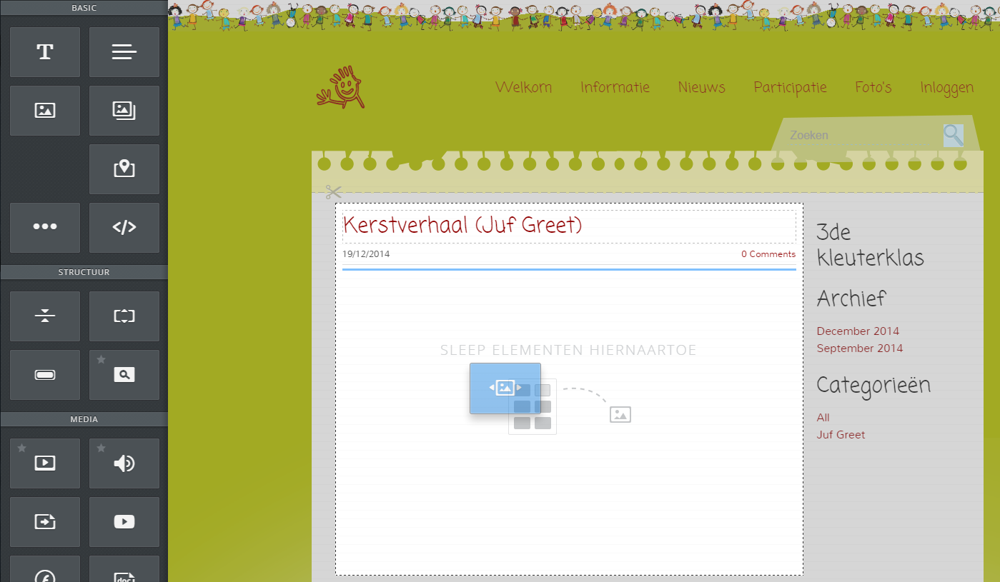 BASIC
T
</>
STRUCTUUR
MEDIA
doc
Welkom Informatie Nieuws Participatie Foto's Inloggen
Zoeken
Kerstverhaal (Juf Greet)
19/12/2014 0 Comments
SLEEP ELEMENTEN HIERNAARTOE
3de
kleuterklas
Archief
December 2014
September 2014
Categorieën
All
Juf Greet